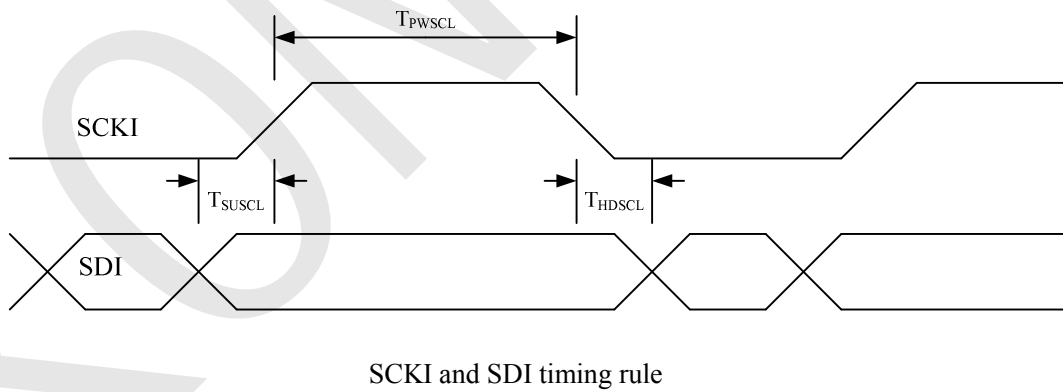 TPWSCL
SCKI
TSUSCL
THDSCL
SDI
SCKI and SDI timing rule